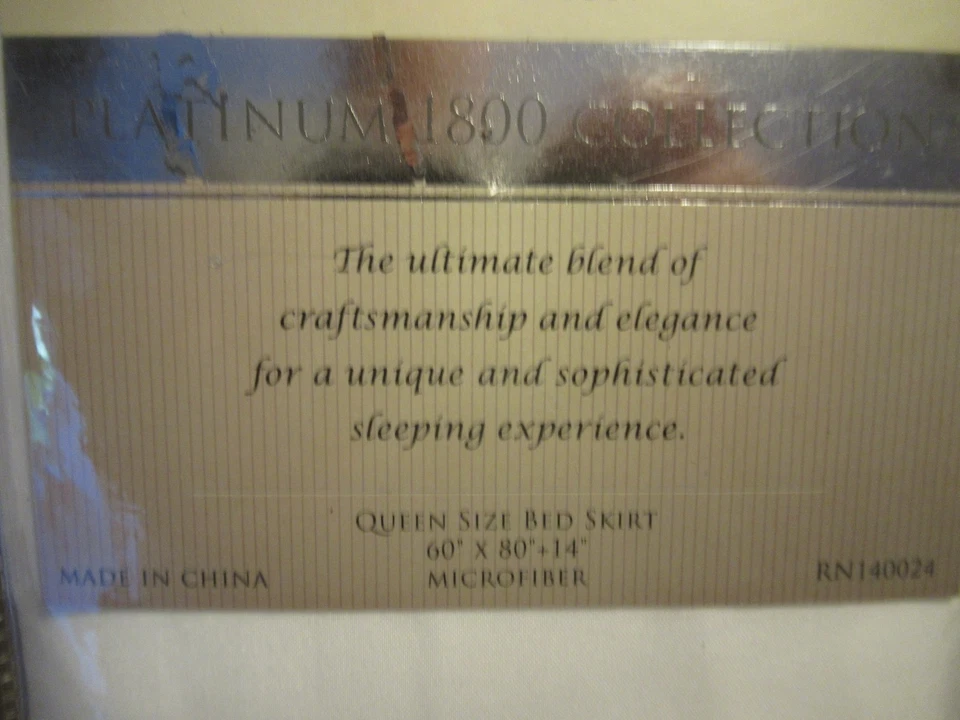 PLATINUM 1800 COLLECTION
The ultimate blend of
craftsmanship and elegance
for a unique and sophisticated
sleeping experience.
QUEEN SIZE BED SKIRT
60" X 80"+14"
MADE IN CHINA MICROFIBER RN140024